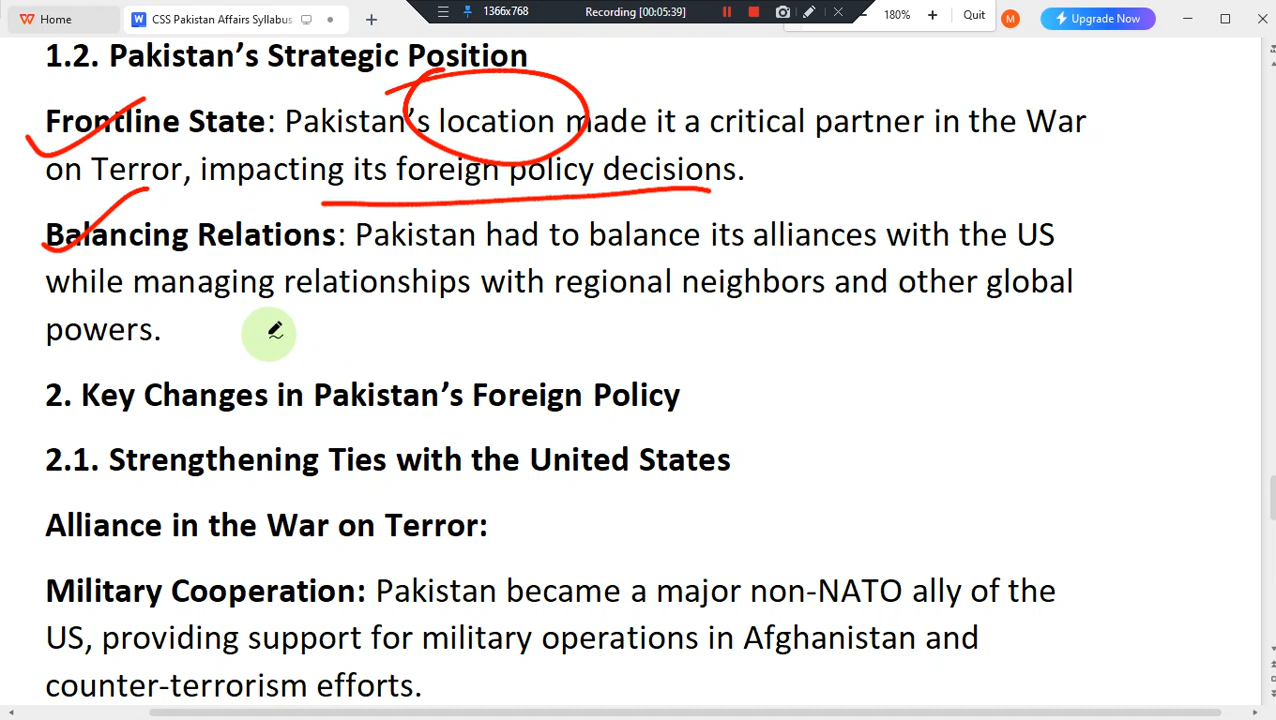 1366x768
Recording [00:05:39]
Home
CSS Pakistan Affairs Syllabus
180%
Quit
M
Upgrade Now
1.2. Pakistan’s Strategic Position
Frontline State: Pakistan’s location made it a critical partner in the War
on Terror, impacting its foreign policy decisions.
Balancing Relations: Pakistan had to balance its alliances with the US
while managing relationships with regional neighbors and other global
powers.
2. Key Changes in Pakistan’s Foreign Policy
2.1. Strengthening Ties with the United States
Alliance in the War on Terror:
Military Cooperation: Pakistan became a major non-NATO ally of the
US, providing support for military operations in Afghanistan and
counter-terrorism efforts.